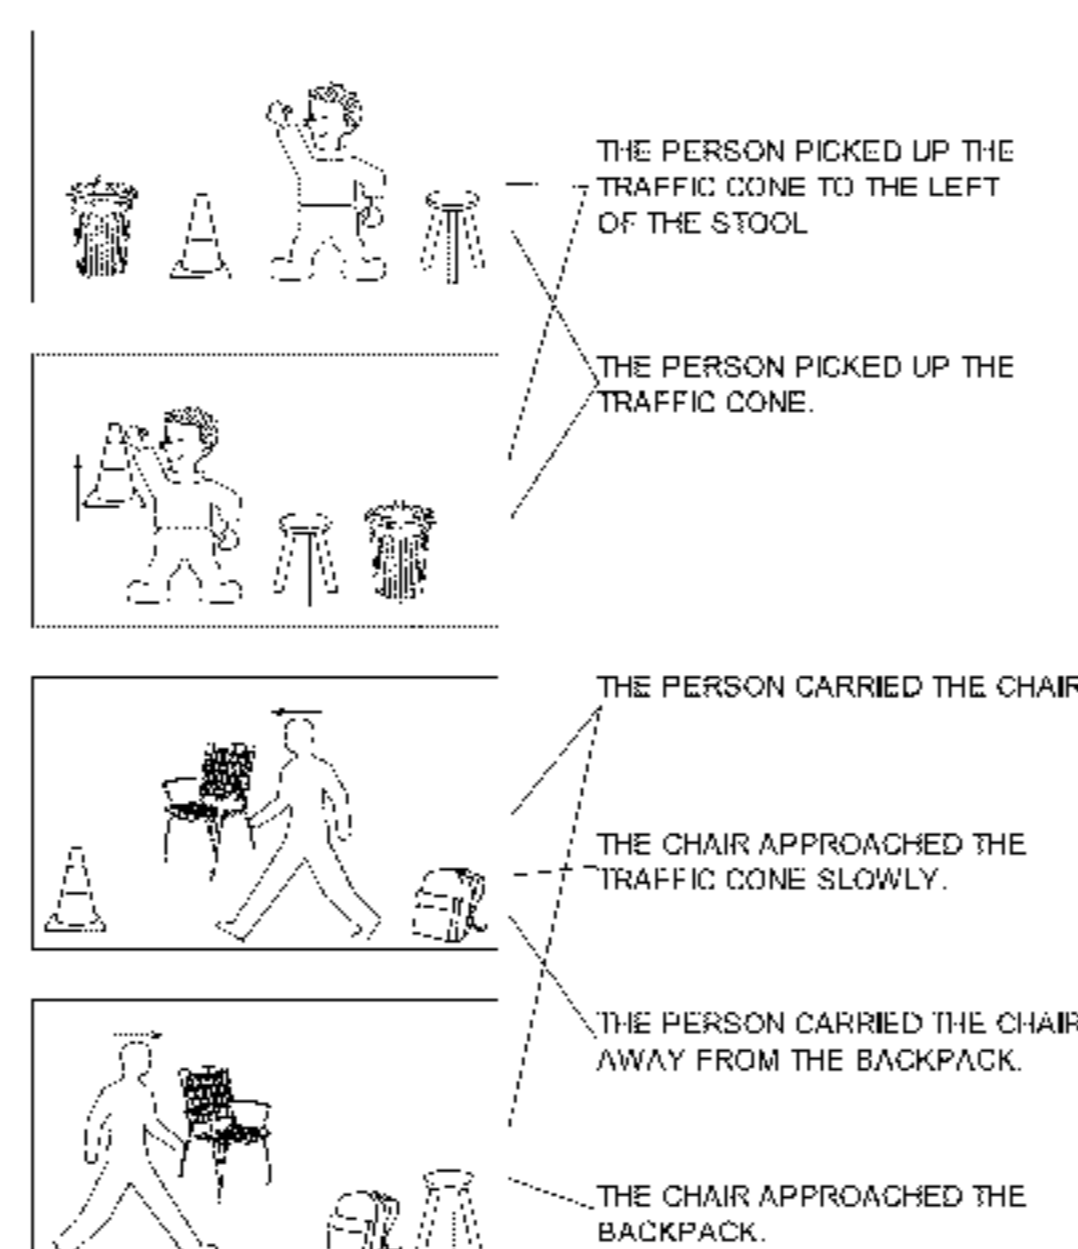 THE PERSON PICKED UP THE
TRAFFIC CONE TO THE LEFT
OF THE STOOL
THE PERSON PICKED UP THE
TRAFFIC CONE.
THE PERSON CARRIED THE CHAIR
THE CHAIR APPROACHED THE
TRAFFIC CONE SLOWLY.
THE PERSON CARRIED THE CHAIR
AWAY FROM THE BACKPACK.
THE CHAIR APPROACHED THE
BACKPACK.